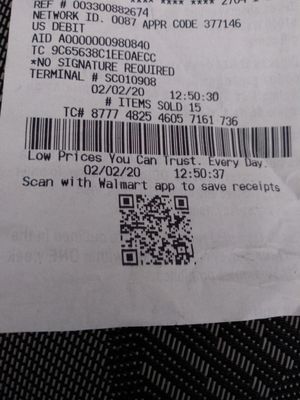 REF # 003300882674
NETWORK ID. 0087 APPR CODE 377146
US DEBIT
AID A0000000980840
TC 9C65638C1EE0AECC
*NO SIGNATURE REQUIRED
TERMINAL # SC010908
02/02/20 12:50:30
# ITEMS SOLD 15
TC# 8777 4825 4605 7161 736
Low Prices You Can Trust. Every Day.
02/02/20 12:50:37
Scan with Walmart app to save receipts